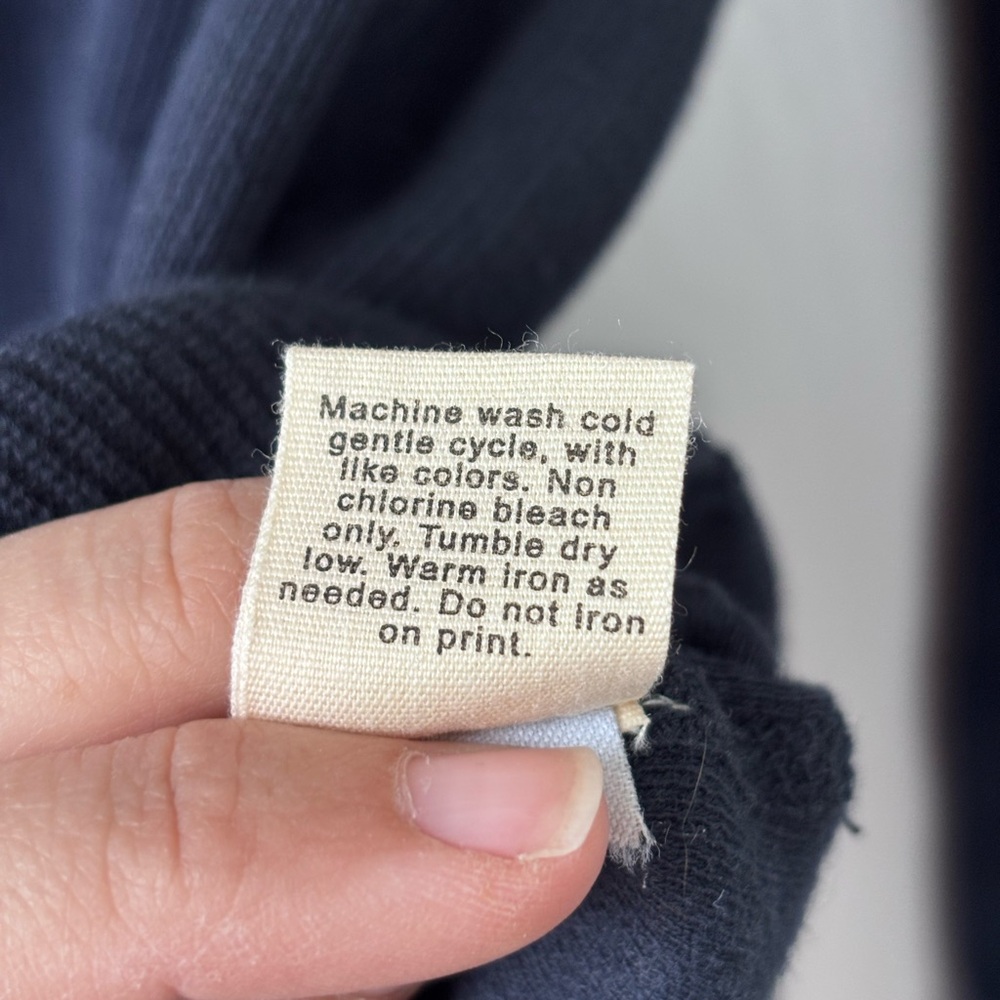 Machine wash cold
gentle cycle, with
like colors. Non
chlorine bleach
only. Tumble dry
low. Warm iron as
needed. Do not iron
on print.